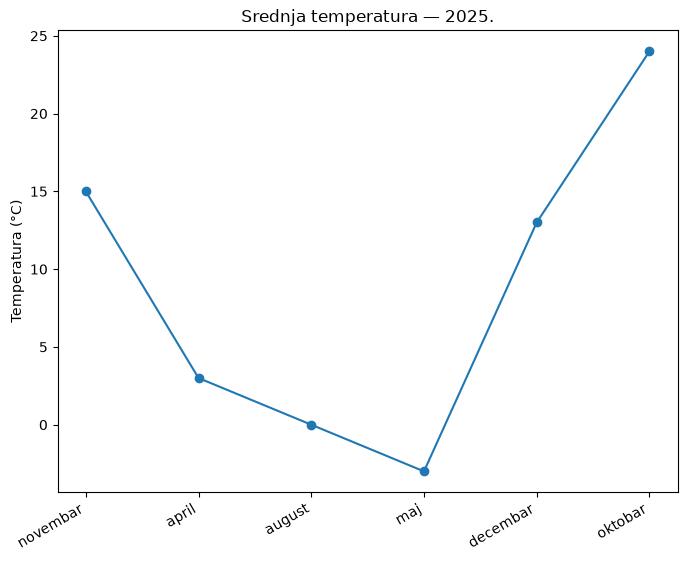 Srednja temperatura — 2025.
Temperatura (°C)
25
20
15
10
5
0
novembar
april
august
maj
decembar
oktobar